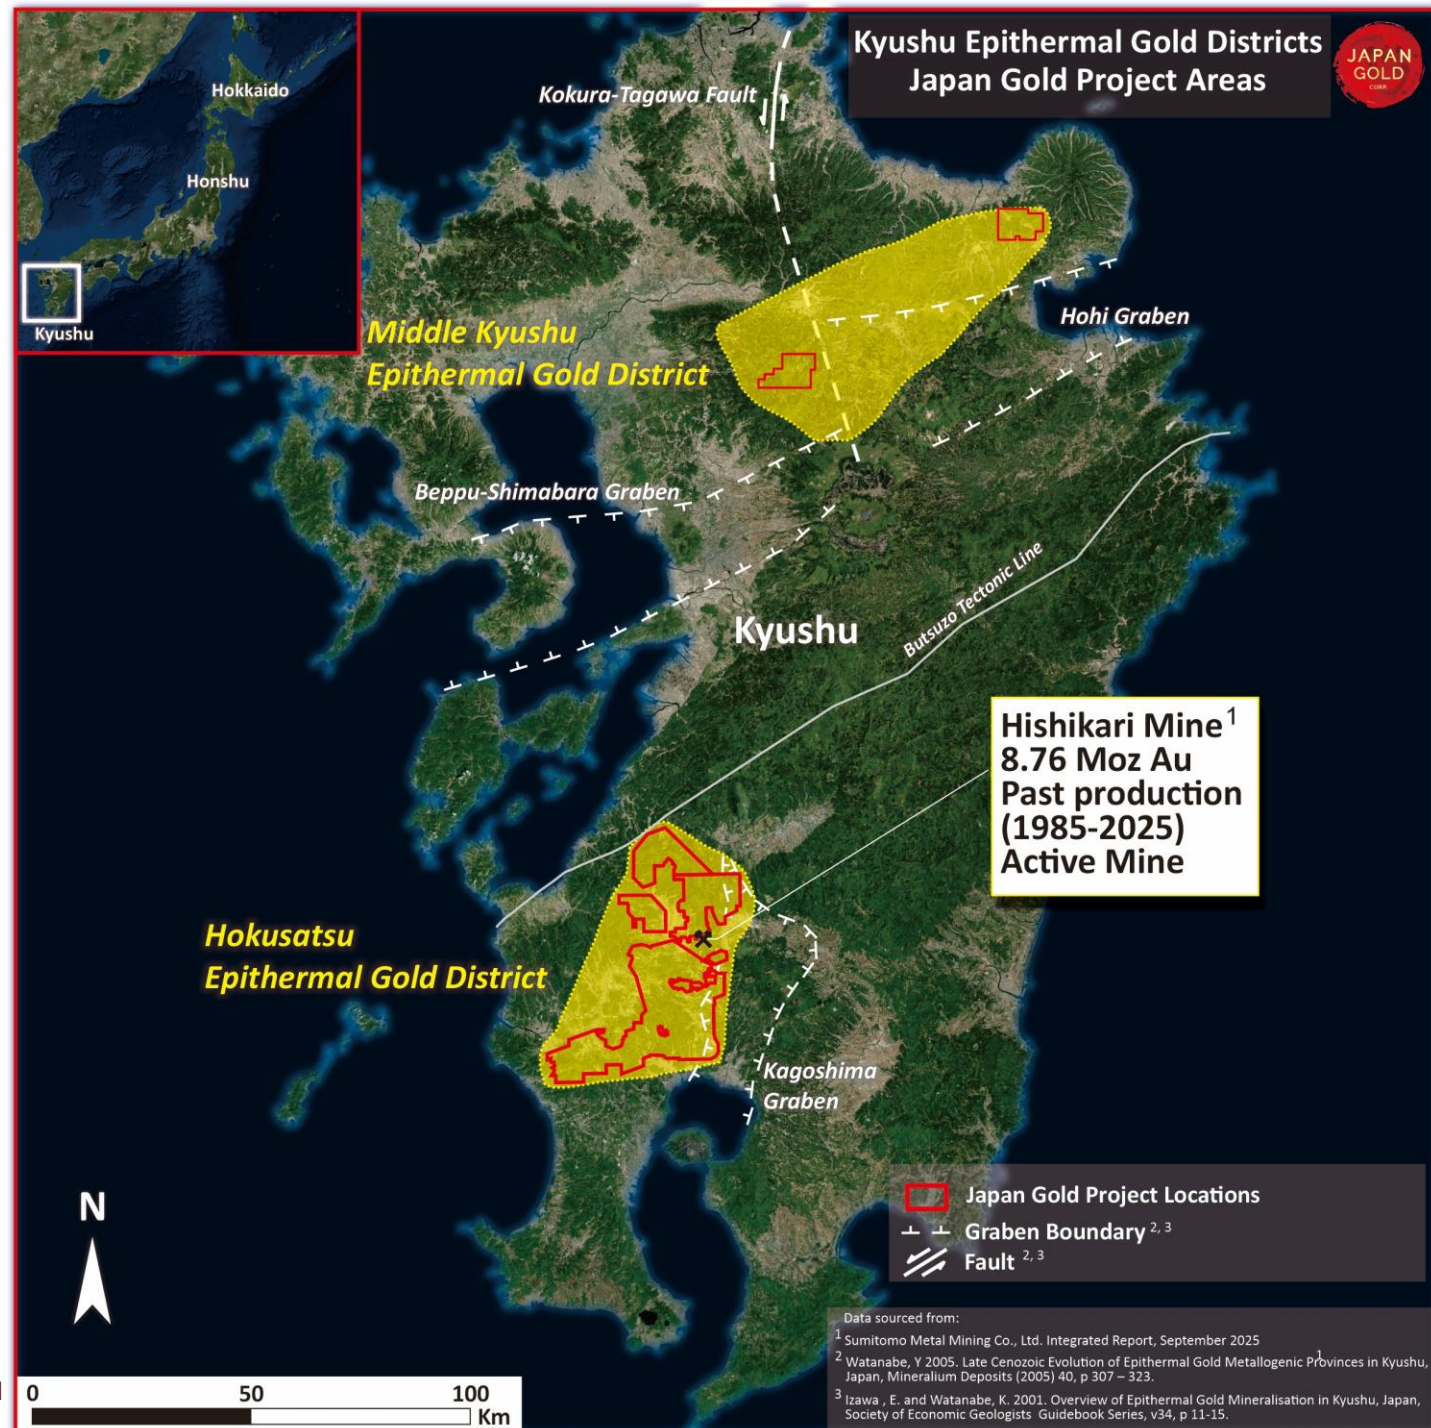 Kyushu Epithermal Gold Districts
Japan Gold Project Areas
JAPAN
GOLD
CORP.
Hokkaido
Honshu
Kyushu
Kokura-Tagawa Fault
Middle Kyushu
Epithermal Gold District
Hohi Graben
Beppu-Shimabara Graben
Kyushu
Butsuzo Tectonic Line
Hishikari Mine1
8.76 Moz Au
Past production
(1985-2025)
Active Mine
Hokusatsu
Epithermal Gold District
Kagoshima
Graben
N
0 50 100
Km
Japan Gold Project Locations
Graben Boundary 2, 3
Fault 2, 3
Data sourced from:
1 Sumitomo Metal Mining Co., Ltd. Integrated Report, September 2025
1
2 Watanabe, Y 2005. Late Cenozoic Evolution of Epithermal Gold Metallogenic Provinces in Kyushu,
Japan, Mineralium Deposits (2005) 40, p 307 – 323.
3 Izawa , E. and Watanabe, K. 2001. Overview of Epithermal Gold Mineralisation in Kyushu, Japan,
Society of Economic Geologists Guidebook Series, v34, p 11-15.